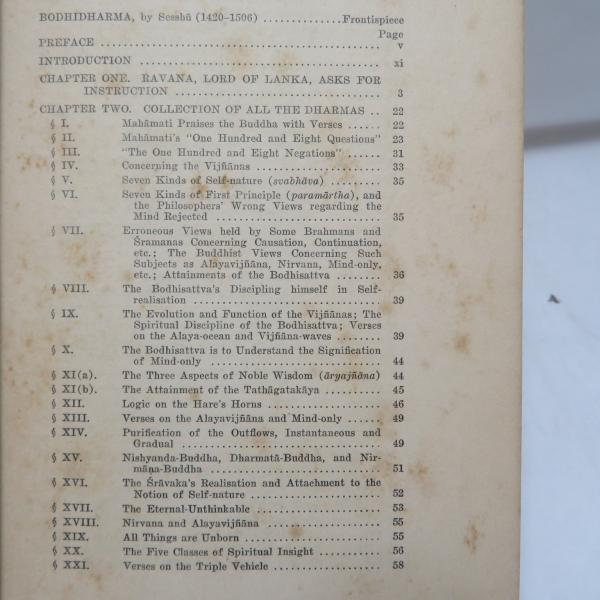 BODHIDHARMA, by Sesshū (1420–1506) ..............Frontispiece
Page
PREFACE .......................................... v
INTRODUCTION ..................................... xi
CHAPTER ONE. RAVANA, LORD OF LANKA, ASKS FOR
INSTRUCTION ............................... 3
CHAPTER TWO. COLLECTION OF ALL THE DHARMAS .. 22
§ I. Mahāmati Praises the Buddha with Verses ...... 22
§ II. Mahāmati's "One Hundred and Eight Questions" 23
§ III. "The One Hundred and Eight Negations" ...... 31
§ IV. Concerning the Vijñānas ...................... 33
§ V. Seven Kinds of Self-nature (svabhāva) ......... 35
§ VI. Seven Kinds of First Principle (paramārtha), and
the Philosophers' Wrong Views regarding the
Mind Rejected .......................... 35
§ VII. Erroneous Views held by Some Brahmans and
Śramanas Concerning Causation, Continuation,
etc.; The Buddhist Views Concerning Such
Subjects as Alayavijñāna, Nirvana, Mind-only,
etc.; Attainments of the Bodhisattva ........ 36
§ VIII. The Bodhisattva's Discipling himself in Self-
realisation .............................. 39
§ IX. The Evolution and Function of the Vijñānas; The
Spiritual Discipline of the Bodhisattva; Verses
on the Alaya-ocean and Vijñāna-waves ........ 39
§ X. The Bodhisattva is to Understand the Signification
of Mind-only ............................ 44
§ XI(a). The Three Aspects of Noble Wisdom (āryajñāna) 44
§ XI(b). The Attainment of the Tathāgatakāya .......... 45
§ XII. Logic on the Hare's Horns .................... 46
§ XIII. Verses on the Alayavijñāna and Mind-only ...... 49
§ XIV. Purification of the Outflows, Instantaneous and
Gradual ................................ 49
§ XV. Nishyanda-Buddha, Dharmatā-Buddha, and Nir-
māṇa-Buddha ............................ 51
§ XVI. The Śrāvaka's Realisation and Attachment to the
Notion of Self-nature ...................... 52
§ XVII. The Eternal-Unthinkable ...................... 53
§ XVIII. Nirvana and Alayavijñāna .................... 55
§ XIX. All Things are Unborn ........................ 55
§ XX. The Five Classes of Spiritual Insight ............ 56
§ XXI. Verses on the Triple Vehicle .................. 58